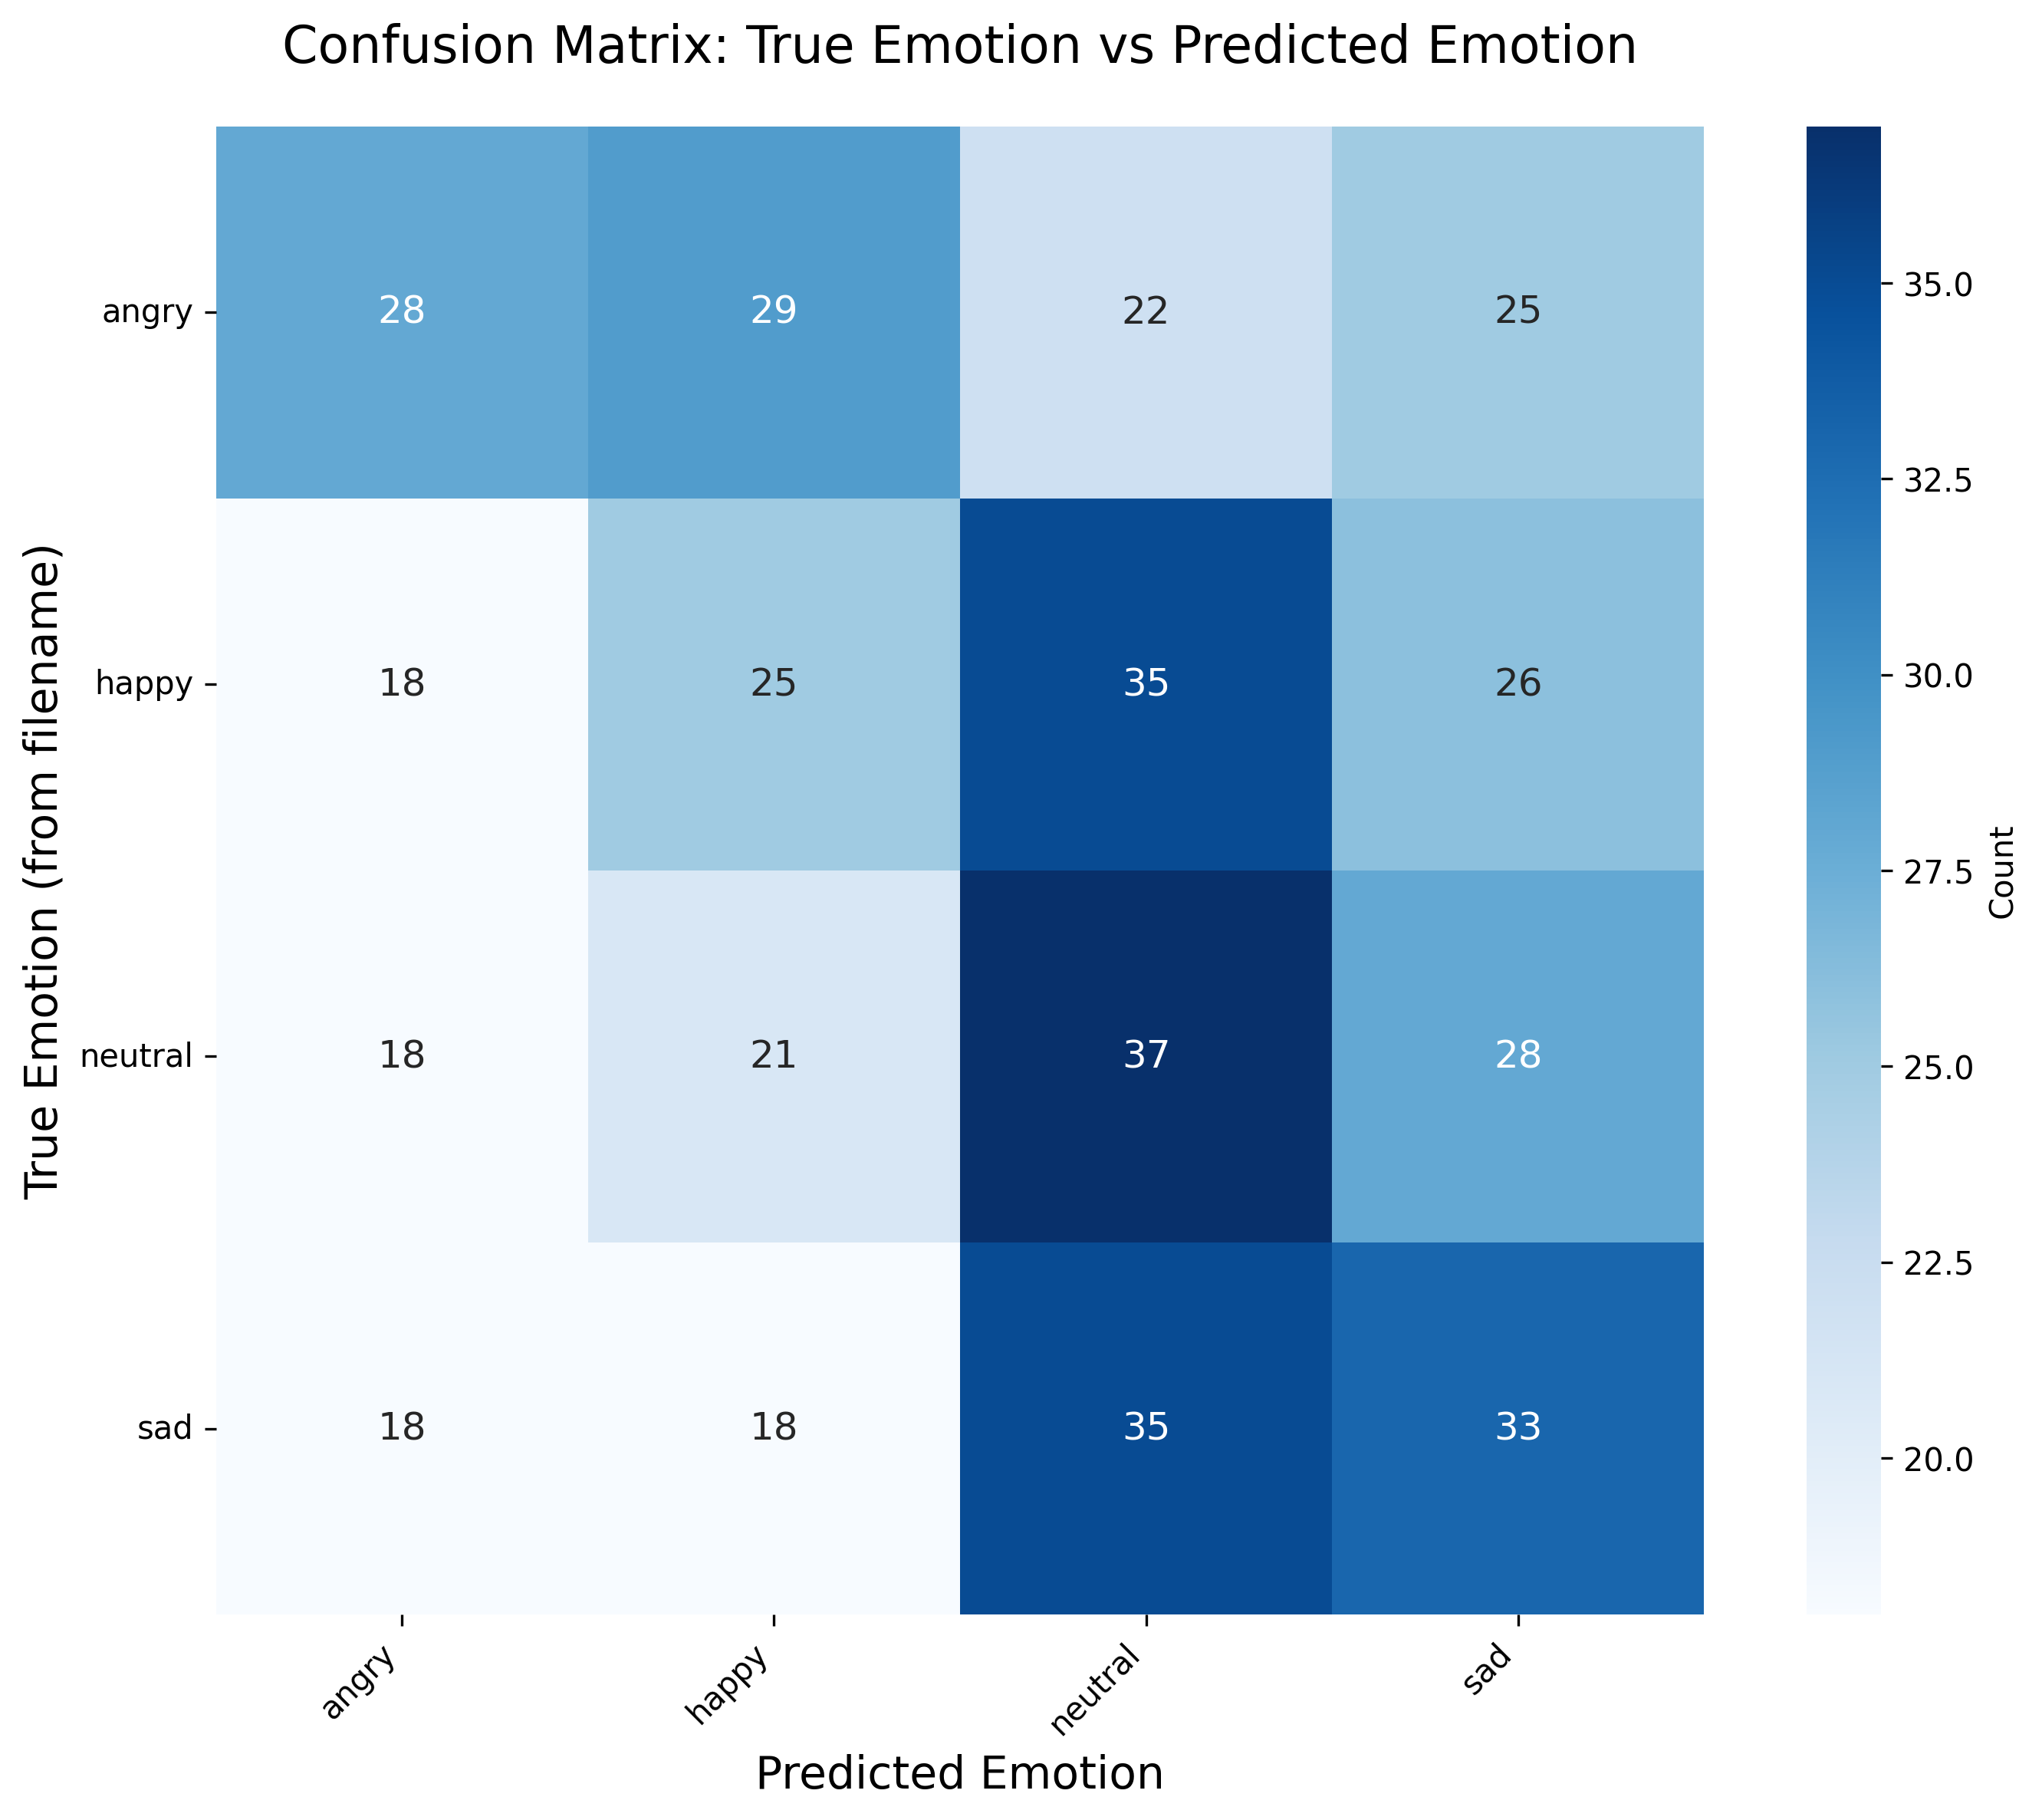 Confusion Matrix: True Emotion vs Predicted Emotion
True Emotion (from filename)
angry
28 29 22 25
happy
18 25 35 26
neutral
18 21 37 28
sad
18 18 35 33
angry happy neutral sad
Predicted Emotion
35.0
32.5
30.0
27.5
25.0
22.5
20.0
Count